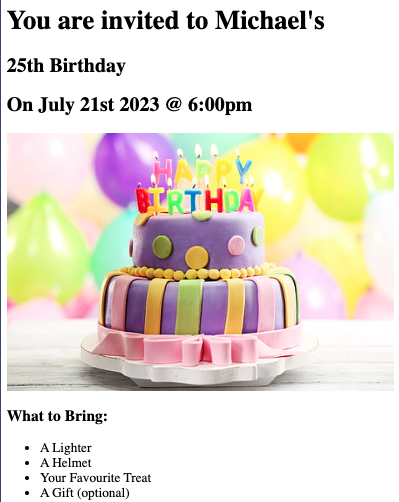 You are invited to Michael's
25th Birthday
On July 21st 2023 @ 6:00pm
HAPPY
BIRTHDAY
What to Bring:
A Lighter
A Helmet
Your Favourite Treat
A Gift (optional)